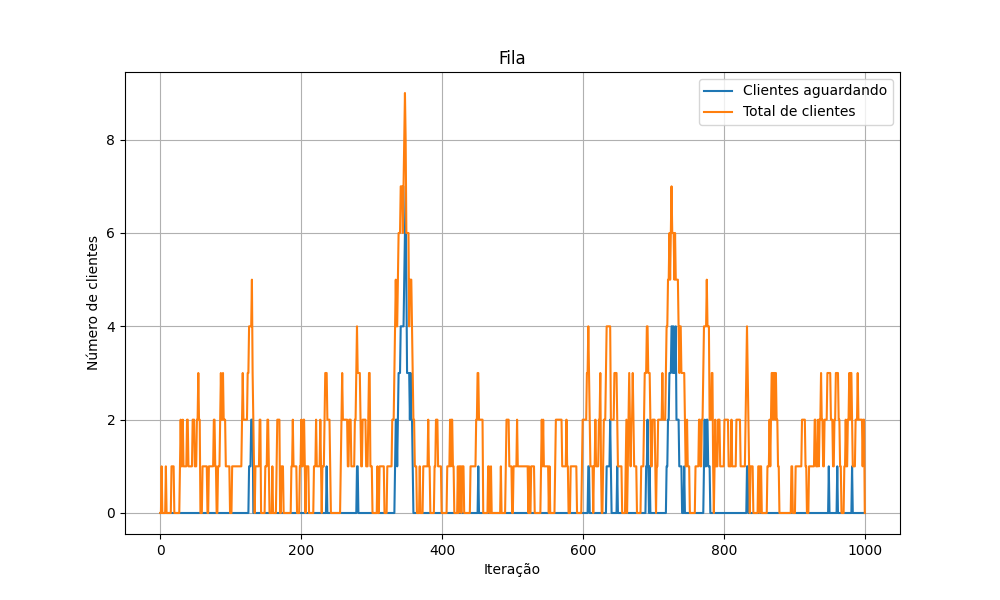 Fila
Clientes aguardando
Total de clientes
Número de clientes
8
6
4
2
0
0 200 400 600 800 1000
Iteração